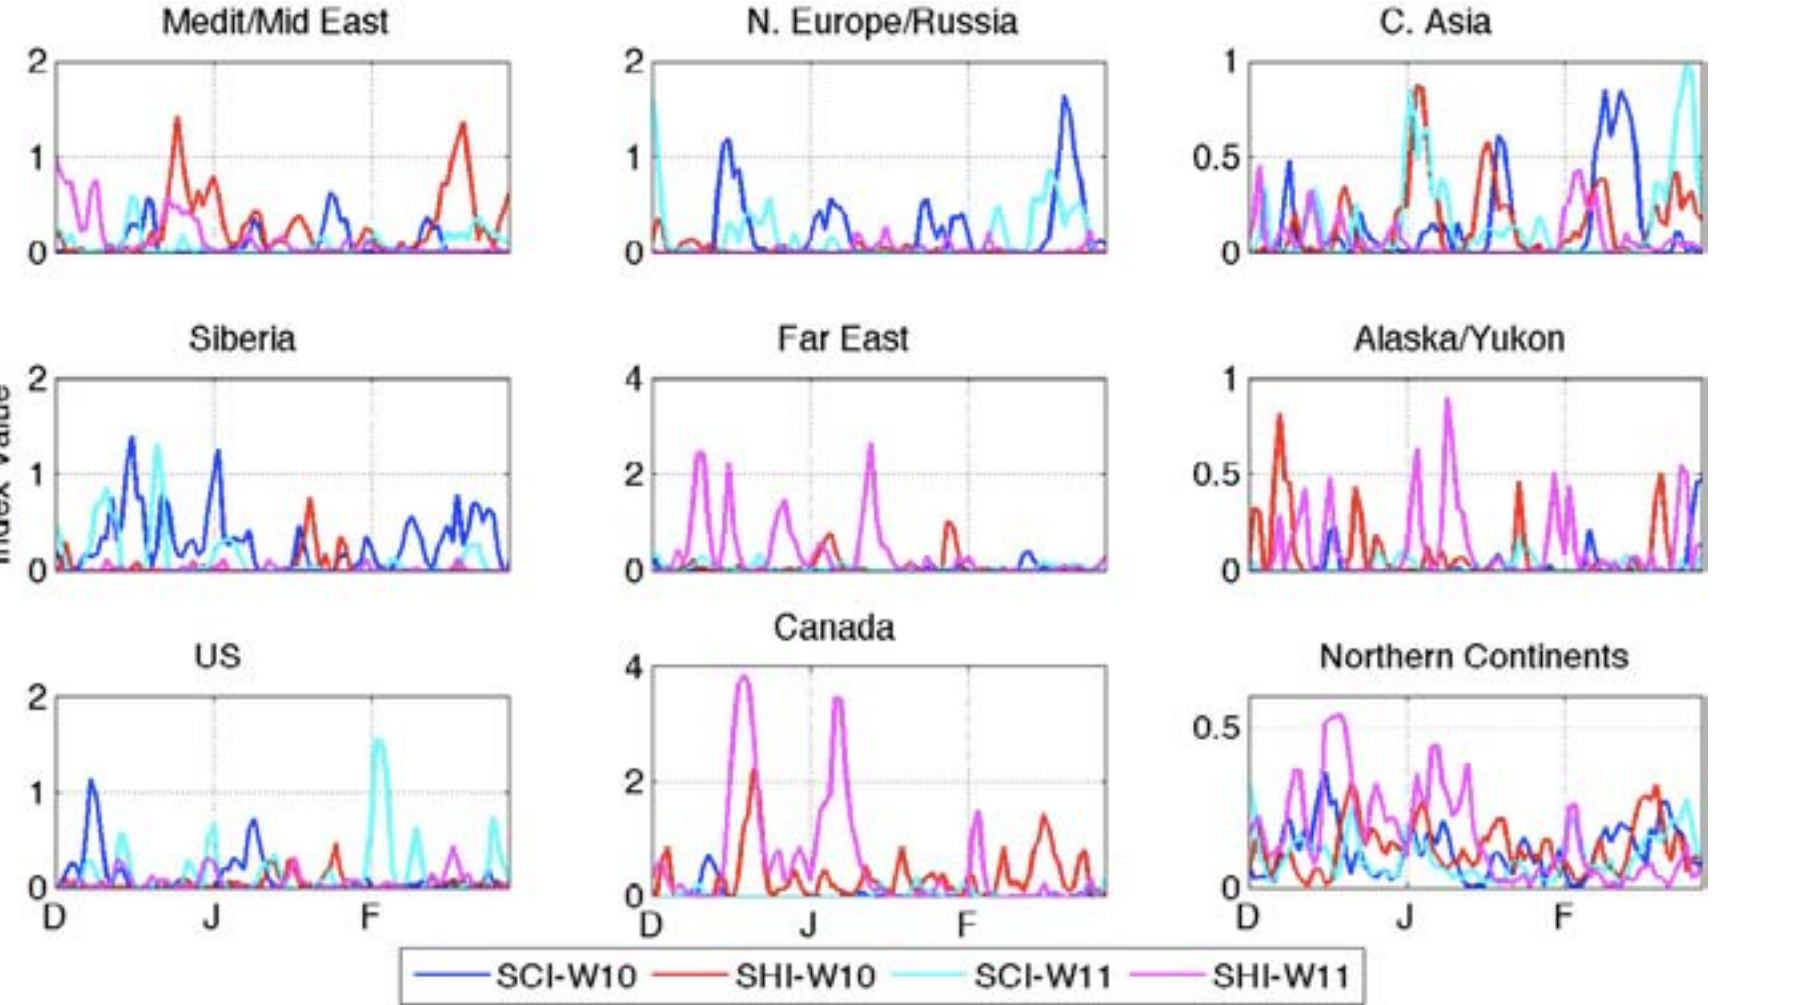 Medit/Mid East
N. Europe/Russia
C. Asia
2
1
0
2
1
0
1
0.5
0
Siberia
Far East
Alaska/Yukon
2
1
0
4
2
0
1
0.5
0
US
Canada
Northern Continents
2
1
0
D J F
4
2
0
D J F
0.5
0
D J F
SCI-W10 SHI-W10 SCI-W11 SHI-W11